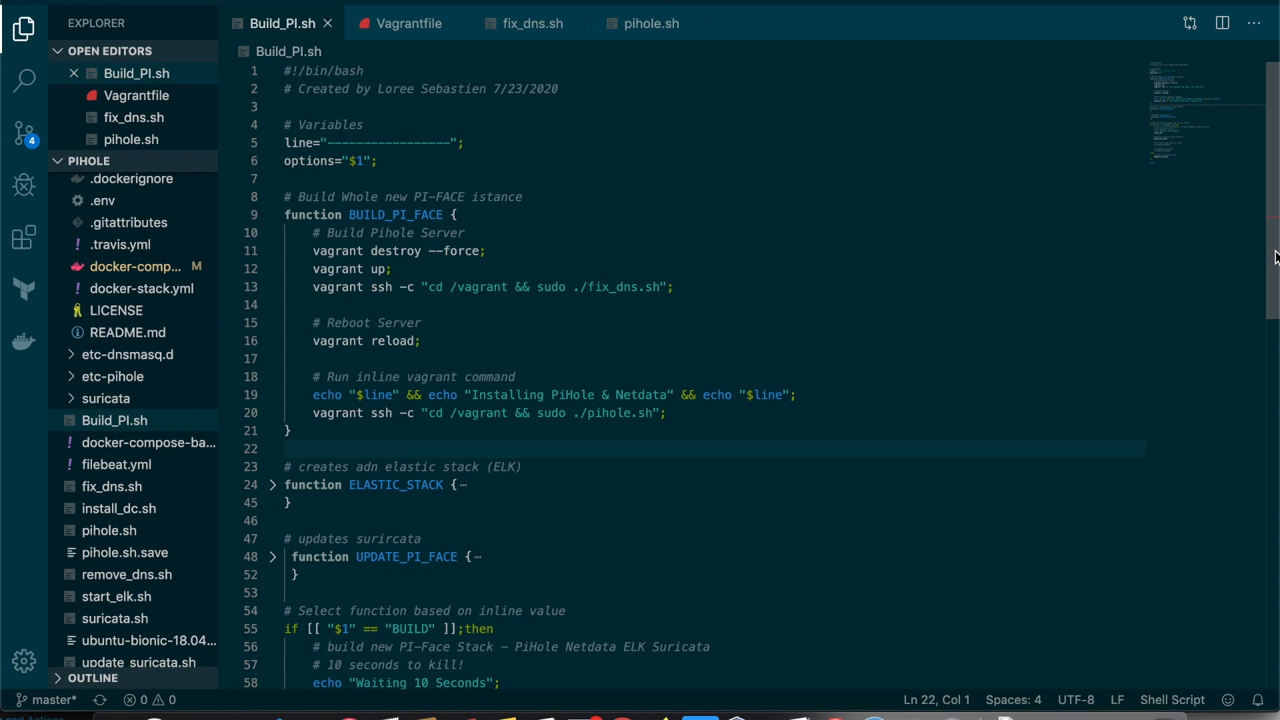 EXPLORER
Build_PI.sh
Vagrantfile
fix_dns.sh
pihole.sh
OPEN EDITORS
Build_PI.sh
Vagrantfile
fix_dns.sh
pihole.sh
4
PIHOLE
.dockerignore
.env
.gitattributes
.travis.yml
docker-comp... M
docker-stack.yml
LICENSE
README.md
etc-dnsmasq.d
etc-pihole
suricata
Build_PI.sh
docker-compose-ba...
filebeat.yml
fix_dns.sh
install_dc.sh
pihole.sh
pihole.sh.save
remove_dns.sh
start_elk.sh
suricata.sh
ubuntu-bionic-18.04...
update_suricata.sh
OUTLINE
Build_PI.sh
1 #!/bin/bash
2 # Created by Loree Sebastien 7/23/2020
3
4 # Variables
5 line="-----------------";
6 options="$1";
7
8 # Build Whole new PI-FACE istance
9 function BUILD_PI_FACE {
10 # Build Pihole Server
11 vagrant destroy --force;
12 vagrant up;
13 vagrant ssh -c "cd /vagrant && sudo ./fix_dns.sh";
14
15 # Reboot Server
16 vagrant reload;
17
18 # Run inline vagrant command
19 echo "$line" && echo "Installing PiHole & Netdata" && echo "$line";
20 vagrant ssh -c "cd /vagrant && sudo ./pihole.sh";
21 }
22
23 # creates adn elastic stack (ELK)
24 function ELASTIC_STACK {…
45 }
46
47 # updates surircata
48 function UPDATE_PI_FACE {…
52 }
53
54 # Select function based on inline value
55 if [[ "$1" == "BUILD" ]];then
56 # build new PI-Face Stack - PiHole Netdata ELK Suricata
57 # 10 seconds to kill!
58 echo "Waiting 10 Seconds";
master* 0 0 Ln 22, Col 1 Spaces: 4 UTF-8 LF Shell Script